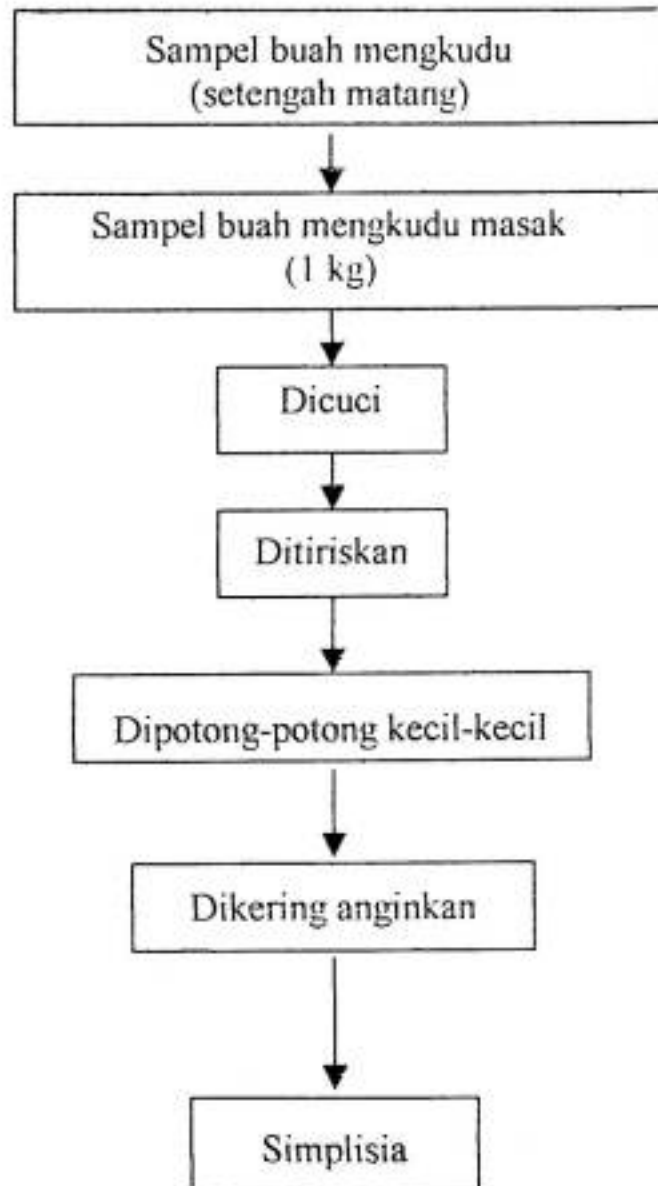 Sampel buah mengkudu
(setengah matang)
Sampel buah mengkudu masak
(1 kg)
Dicuci
Ditiriskan
Dipotong-potong kecil-kecil
Dikering anginkan
Simplisia